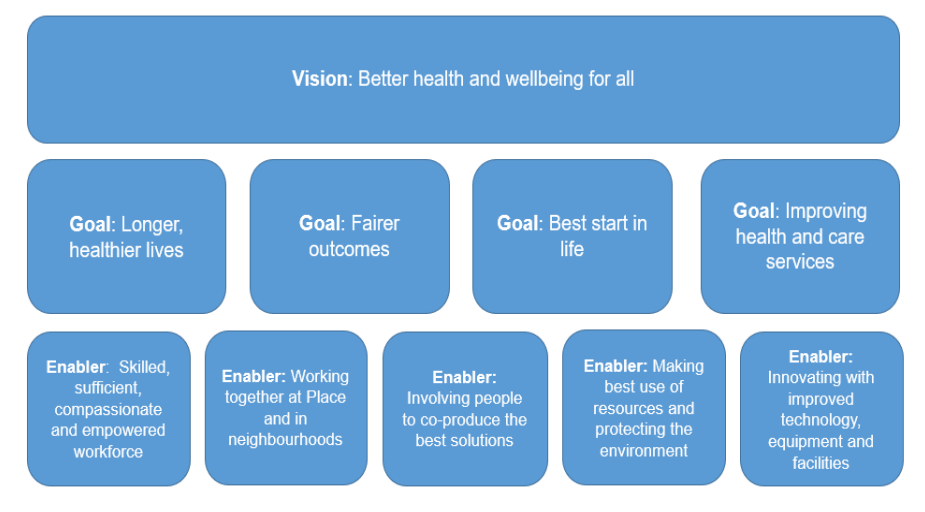 Vision: Better health and wellbeing for all
Goal: Longer,
healthier lives
Goal: Fairer
outcomes
Goal: Best start in
life
Goal: Improving
health and care
services
Enabler:  Skilled,
sufficient,
compassionate
and empowered
workforce
Enabler: Working
together at Place
and in
neighbourhoods
Enabler:
Involving people
to co-produce the
best solutions
Enabler: Making
best use of
resources and
protecting the
environment
Enabler:
Innovating with
improved
technology,
equipment and
facilities